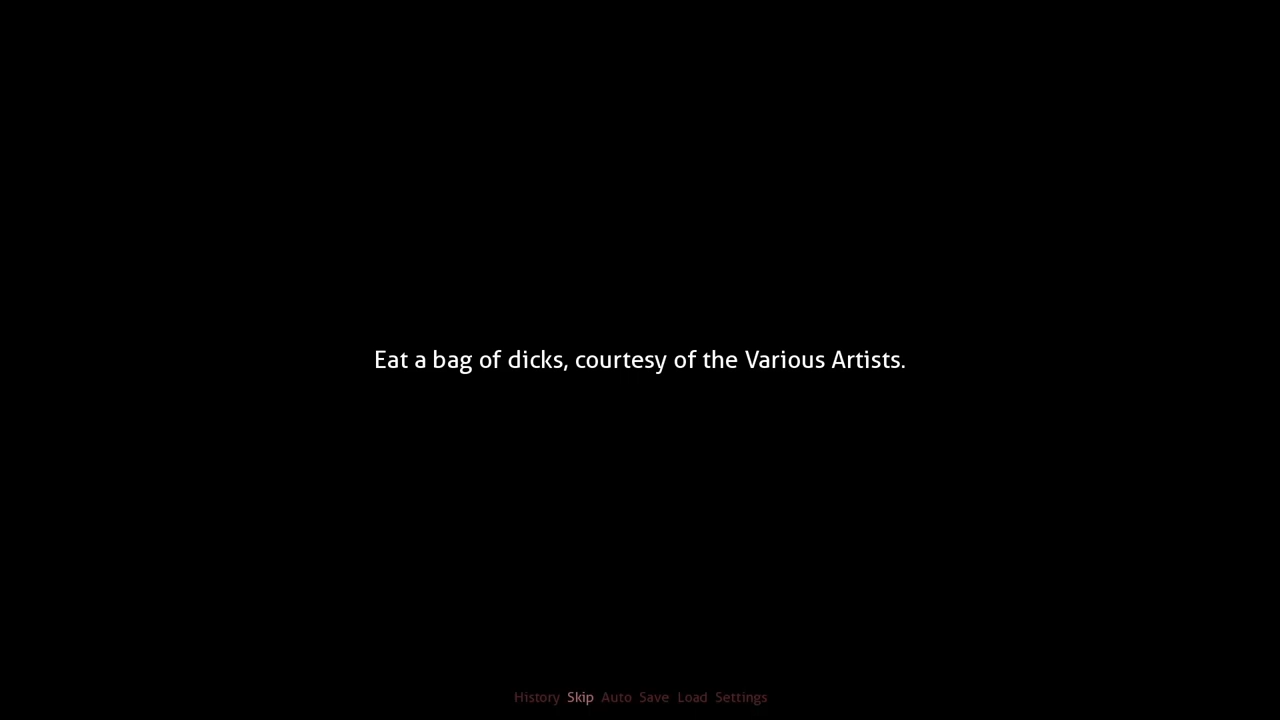 Eat a bag of dicks, courtesy of the Various Artists.
History Skip Auto Save Load Settings